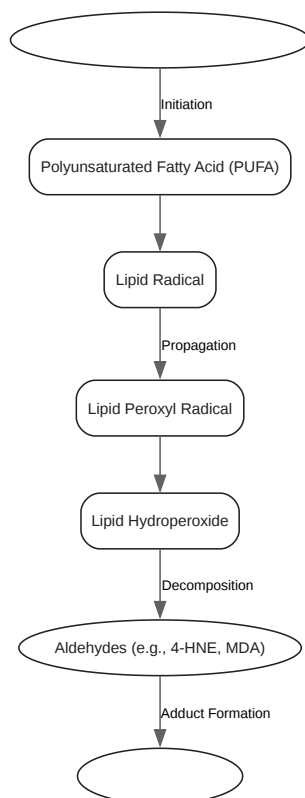 Initiation
Polyunsaturated Fatty Acid (PUFA)
Lipid Radical
Propagation
Lipid Peroxyl Radical
Lipid Hydroperoxide
Decomposition
Aldehydes (e.g., 4-HNE, MDA)
Adduct Formation